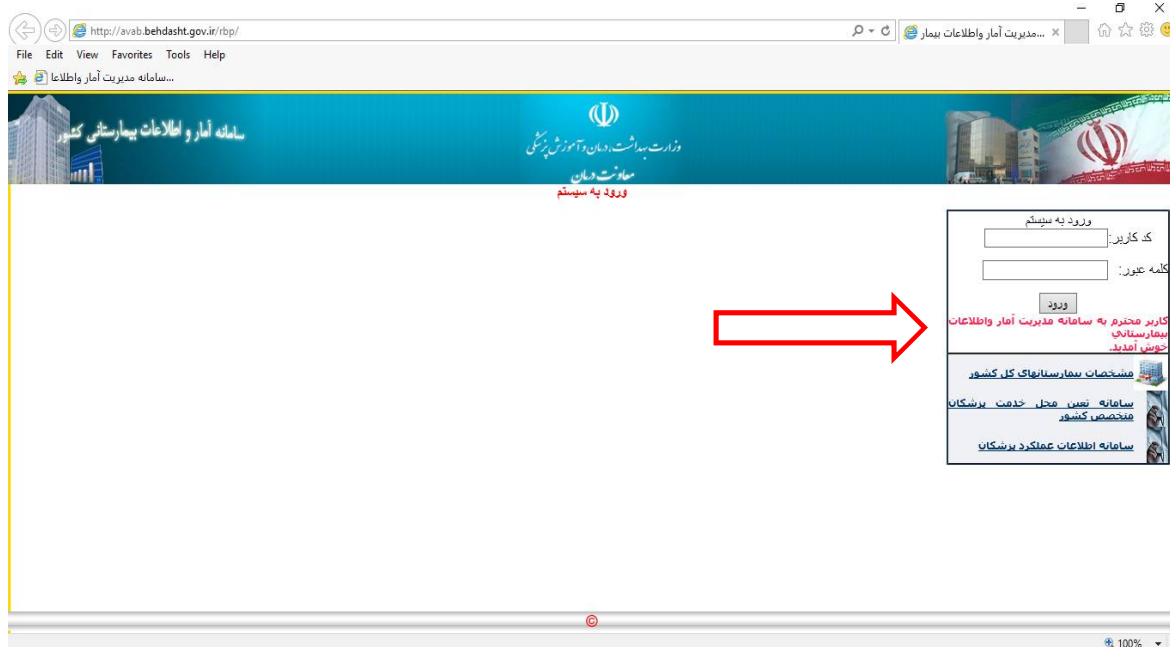 http://avab.behdasht.gov.ir/rbp/
مدیریت آمار واطلاعات بیمار...
File Edit View Favorites Tools Help
سامانه مدیریت آمار واطلاعا...
سامانه آمار و اطلاعات بیمارستانی کشور
وزارت بهداشت، درمان و آموزش پزشکی
معاونت درمان
ورود به سیستم
ورود به سیستم
کد کاربر:
کلمه عبور:
ورود
کاربر محترم به سامانه مدیریت آمار واطلاعات
بیمارستاني
خوش آمدید.
مشخصات بیمارستانهای کل کشور
سامانه تعین محل خدمت پزشکان
متخصص کشور
سامانه اطلاعات عملکرد پزشکان
©
100%